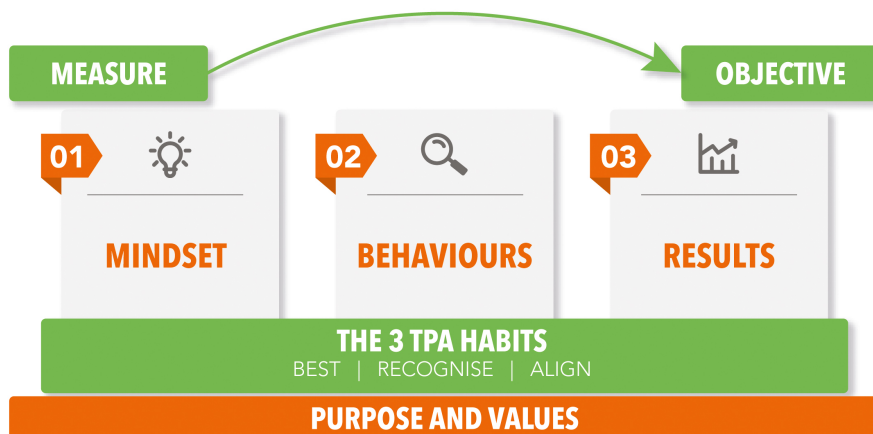 MEASURE
OBJECTIVE
01
02
03
MINDSET
BEHAVIOURS
RESULTS
THE 3 TPA HABITS
BEST | RECOGNISE | ALIGN
PURPOSE AND VALUES